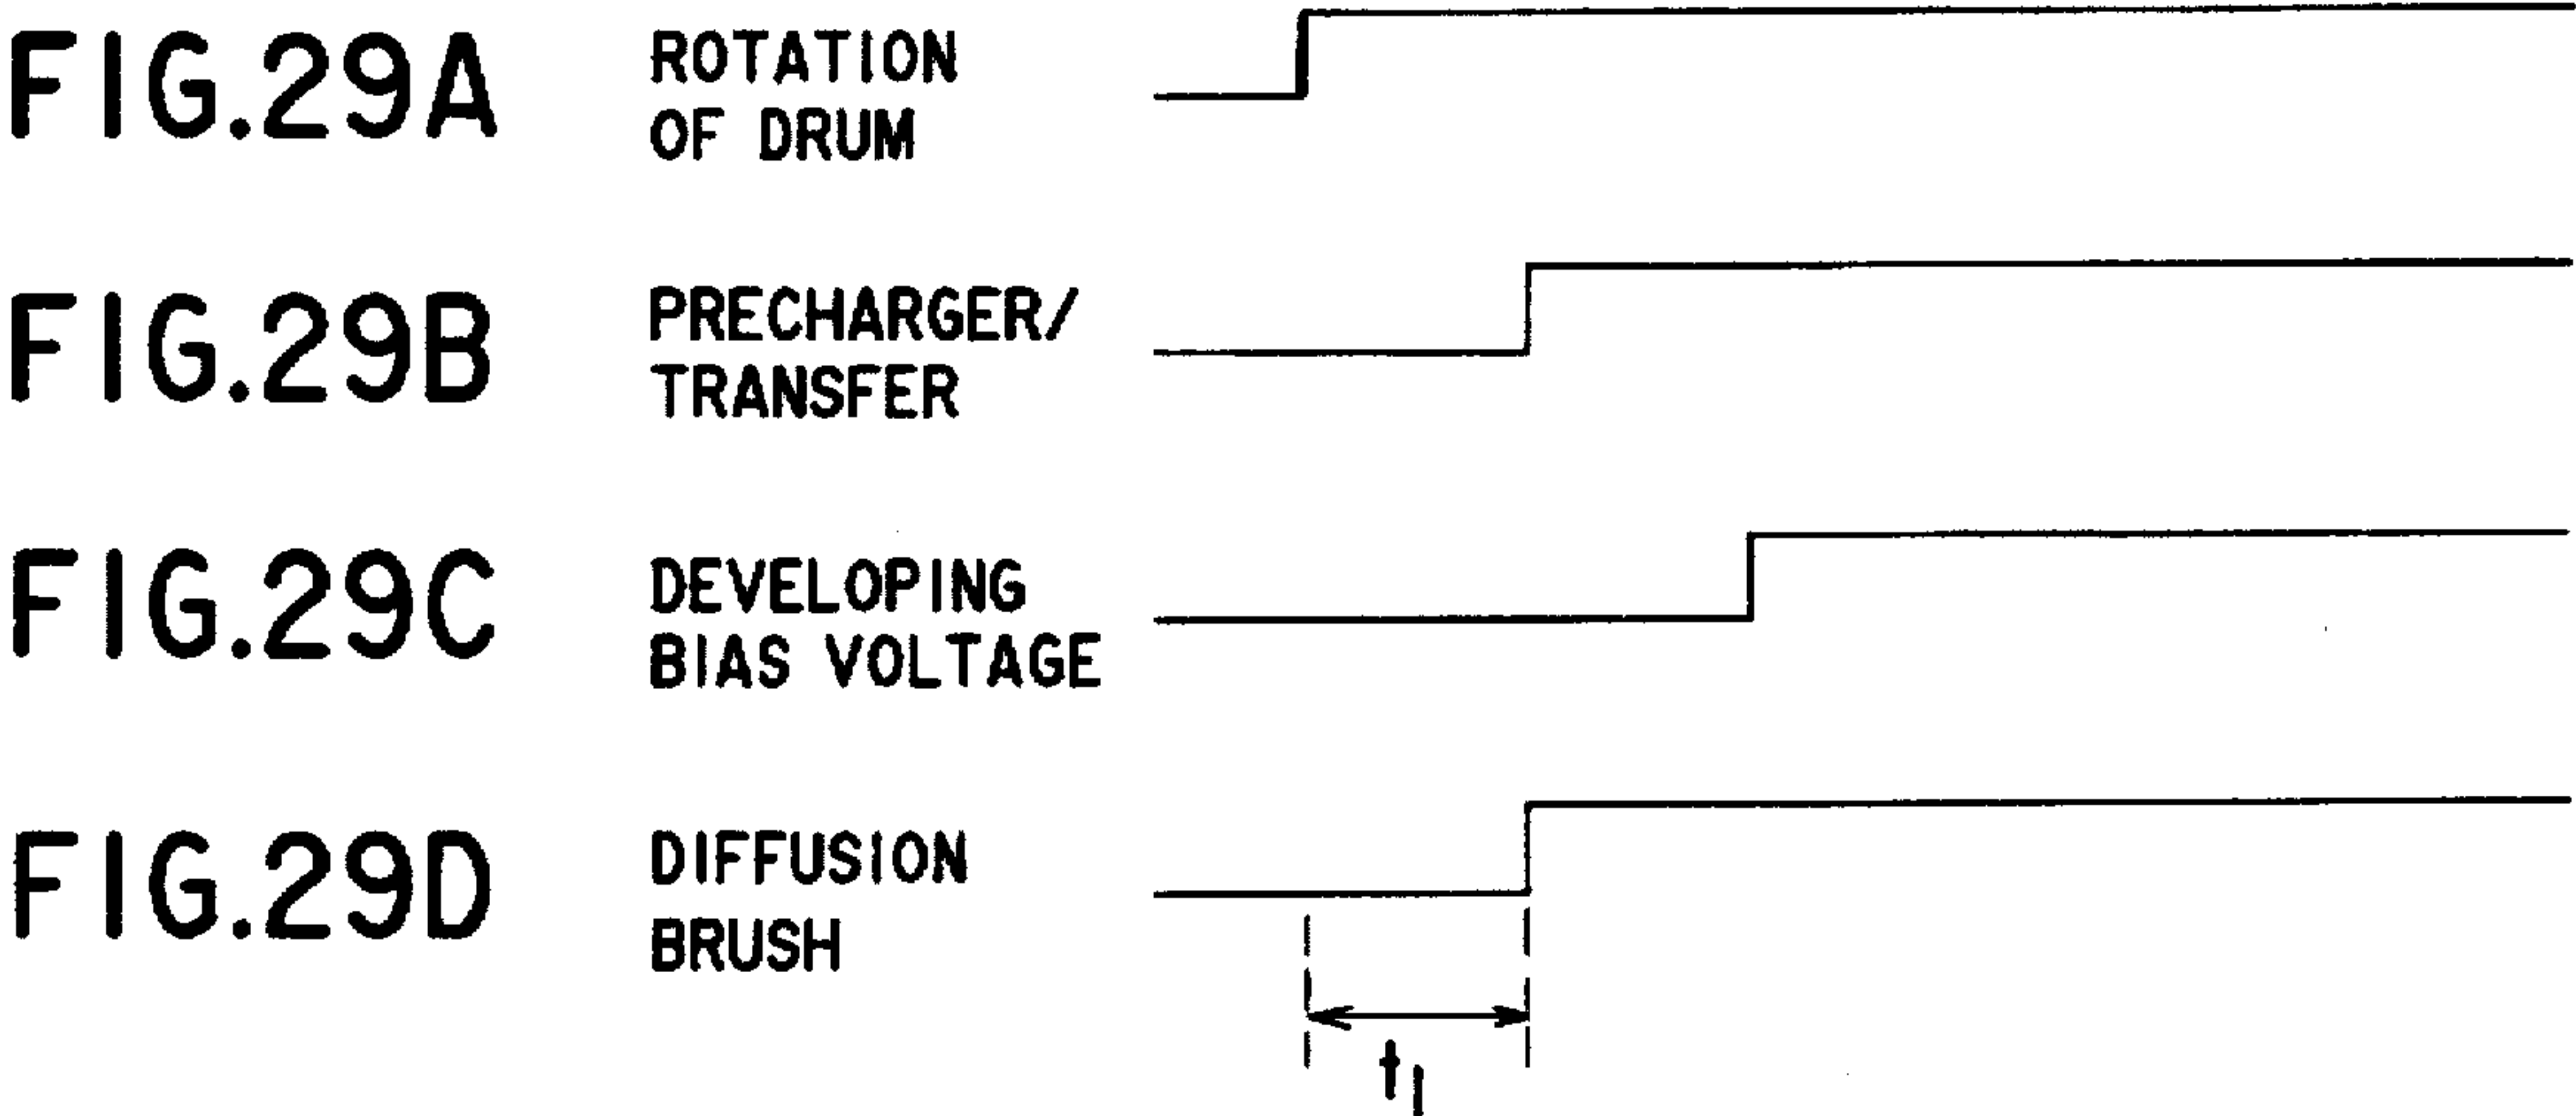 FIG.29A
ROTATION
OF DRUM
FIG.29B
PRECHARGER/
TRANSFER
FIG.29C
DEVELOPING
BIAS VOLTAGE
FIG.29D
DIFFUSION
BRUSH
t1